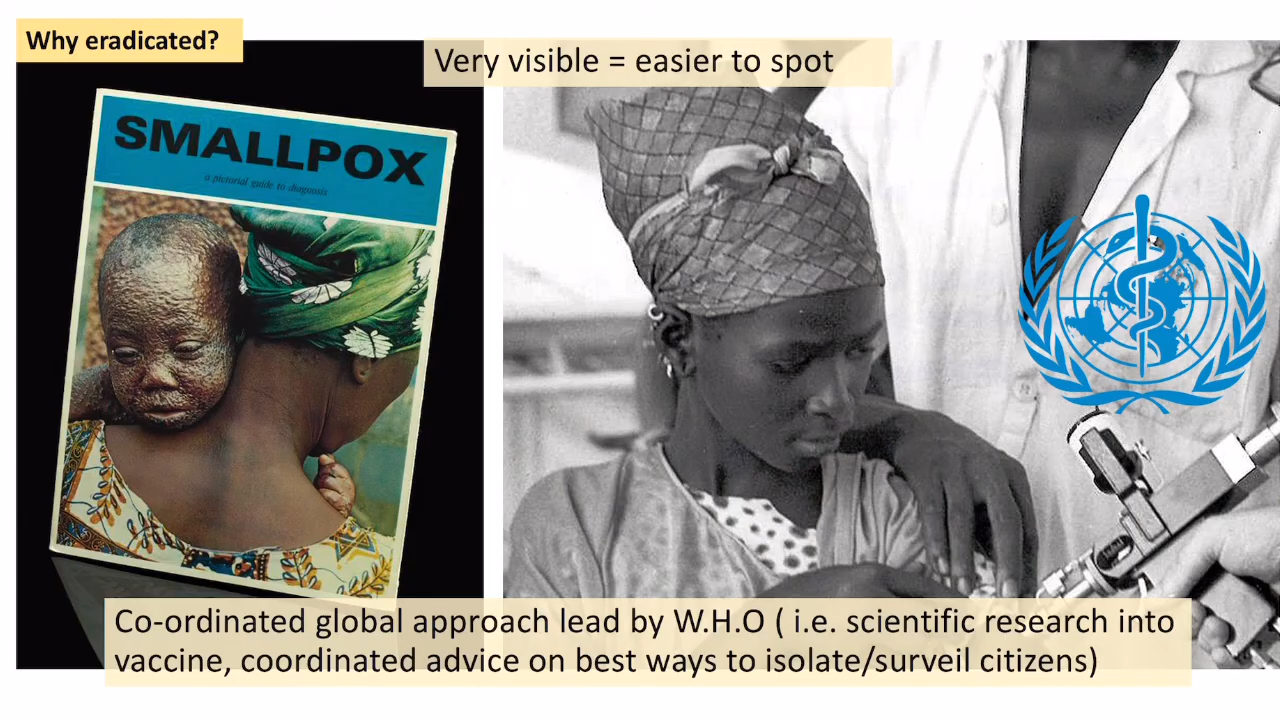 Why eradicated?
Very visible = easier to spot
SMALLPOX
a pictorial guide to diagnosis
Co-ordinated global approach lead by W.H.O ( i.e. scientific research into
vaccine, coordinated advice on best ways to isolate/surveil citizens)